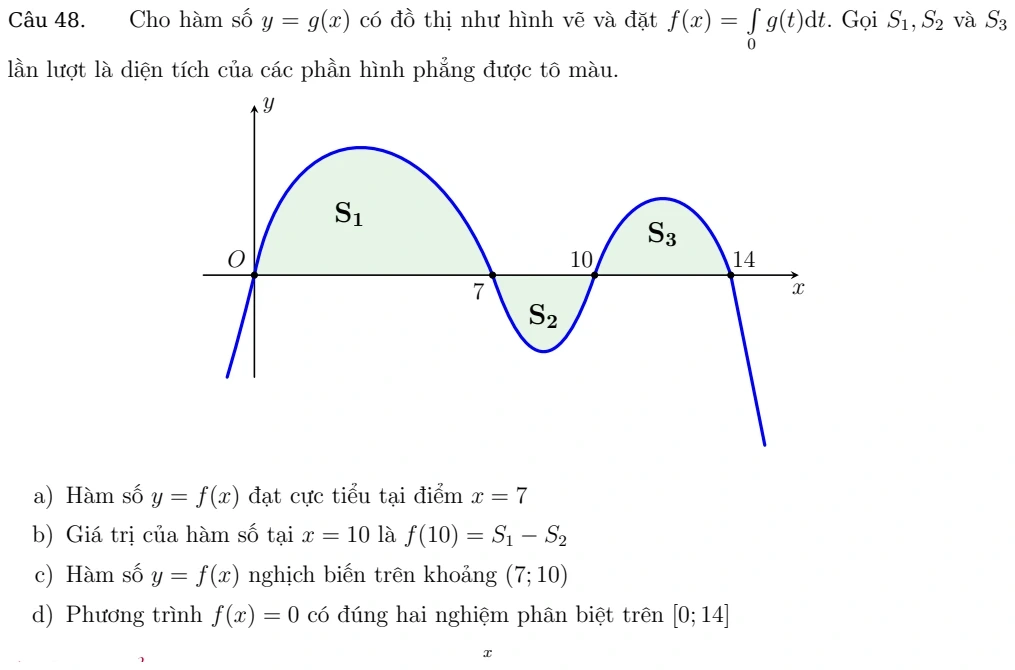 Câu 48. Cho hàm số y = g(x) có đồ thị như hình vẽ và đặt f(x) = ∫₀ g(t)dt. Gọi S₁, S₂ và S₃
lần lượt là diện tích của các phần hình phẳng được tô màu.
y
S₁
S₃
O
10
14
7
x
S₂
a) Hàm số y = f(x) đạt cực tiểu tại điểm x = 7
b) Giá trị của hàm số tại x = 10 là f(10) = S₁ − S₂
c) Hàm số y = f(x) nghịch biến trên khoảng (7; 10)
d) Phương trình f(x) = 0 có đúng hai nghiệm phân biệt trên [0; 14]
x